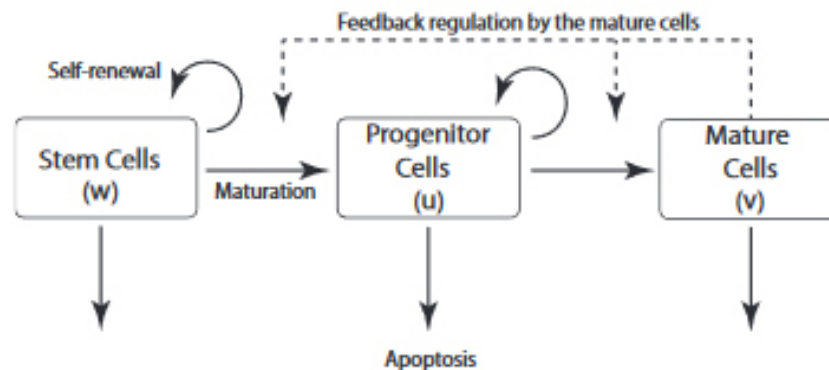 Feedback regulation by the mature cells
Self-renewal
Stem Cells
(w)
Maturation
Progenitor
Cells
(u)
Mature
Cells
(v)
Apoptosis